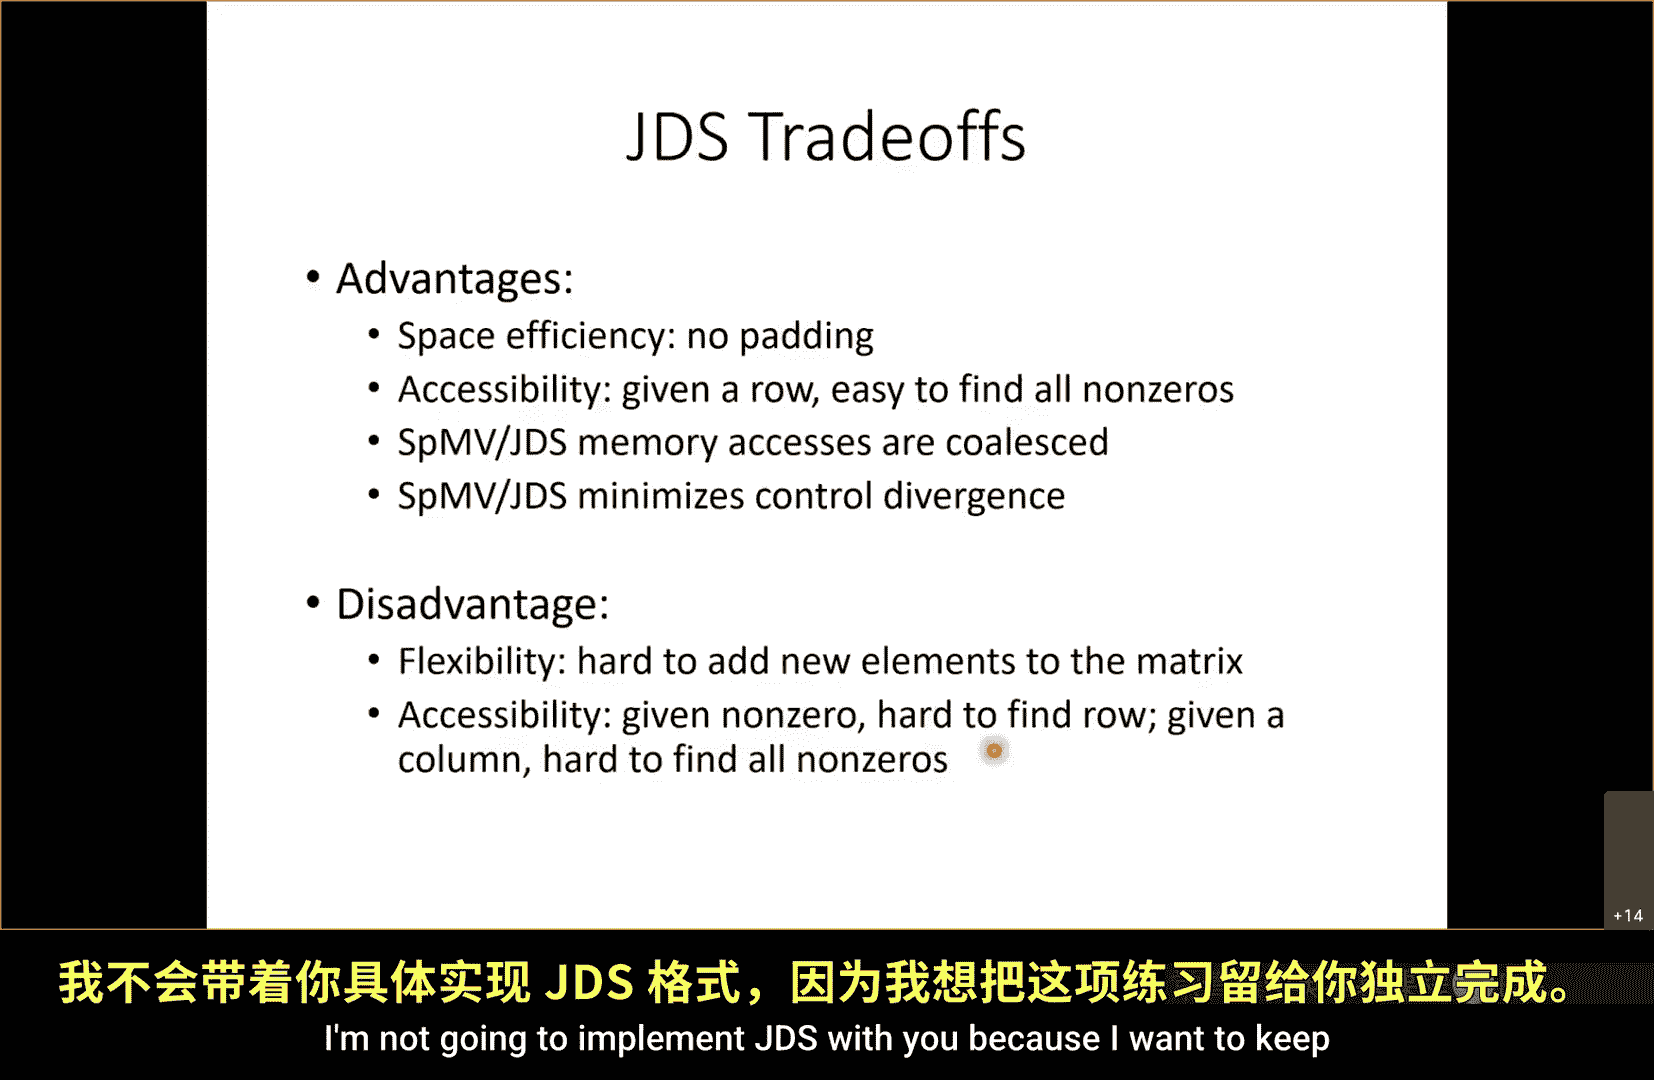 JDS Tradeoffs
• Advantages:
• Space efficiency: no padding
• Accessibility: given a row, easy to find all nonzeros
• SpMV/JDS memory accesses are coalesced
• SpMV/JDS minimizes control divergence
• Disadvantage:
• Flexibility: hard to add new elements to the matrix
• Accessibility: given nonzero, hard to find row; given a
column, hard to find all nonzeros
+14
我不会带着你具体实现 JDS 格式，因为我想把这项练习留给你独立完成。
I'm not going to implement JDS with you because I want to keep